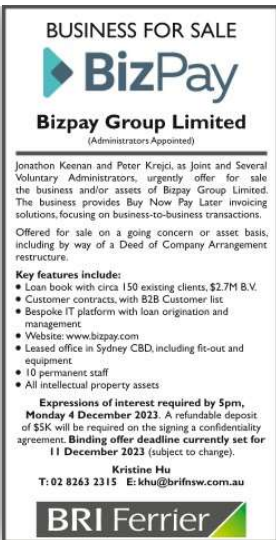 BUSINESS FOR SALE
BizPay
Bizpay Group Limited
(Administrators Appointed)
Jonathon Keenan and Peter Krejci, as Joint and Several
Voluntary Administrators, urgently offer for sale
the business and/or assets of Bizpay Group Limited.
The business provides Buy Now Pay Later invoicing
solutions, focusing on business-to-business transactions.
Offered for sale on a going concern or asset basis,
including by way of a Deed of Company Arrangement
restructure.
Key features include:
• Loan book with circa 150 existing clients, $2.7M B.V.
• Customer contracts, with B2B Customer list
• Bespoke IT platform with loan origination and
management
• Website: www.bizpay.com
• Leased office in Sydney CBD, including fit-out and
equipment
• 10 permanent staff
• All intellectual property assets
Expressions of interest required by 5pm,
Monday 4 December 2023. A refundable deposit
of $5K will be required on the signing a confidentiality
agreement. Binding offer deadline currently set for
11 December 2023 (subject to change).
Kristine Hu
T: 02 8263 2315 E: khu@brifnsw.com.au
BRI Ferrier